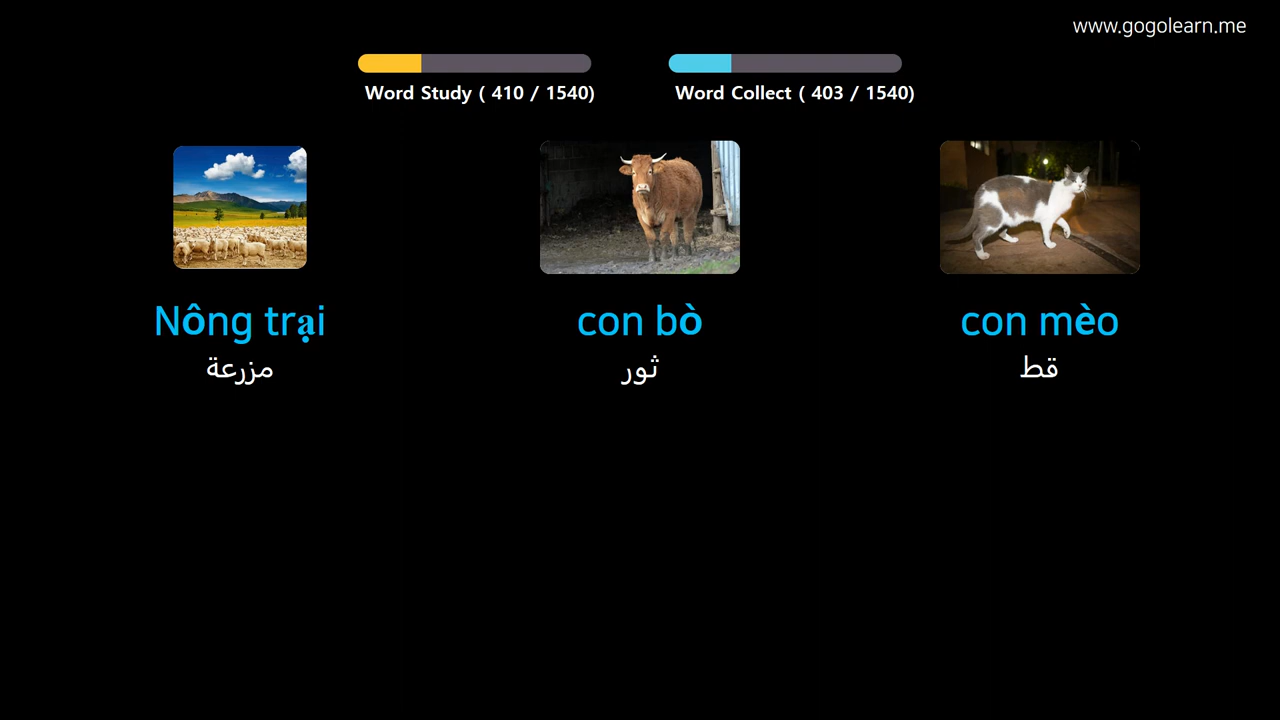 www.gogolearn.me
Word Study ( 410 / 1540)
Word Collect ( 403 / 1540)
Nông trại
مزرعة
con bò
ثور
con mèo
قط